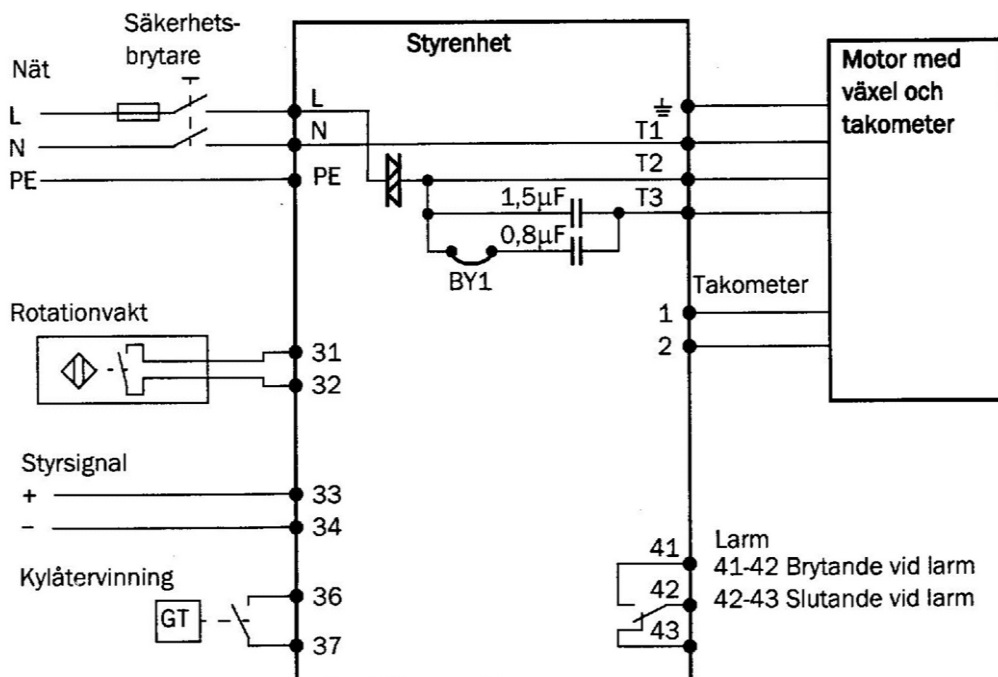 Säkerhets-
brytare
Nät
L
N
PE
Styrenhet
L
N
PE
T1
T2
T3
1,5µF
0,8µF
BY1
Motor med
växel och
takometer
Takometer
1
2
Rotationvakt
31
32
Styrsignal
+
−
33
34
Kylåtervinning
GT
36
37
41
42
43
Larm
41-42 Brytande vid larm
42-43 Slutande vid larm